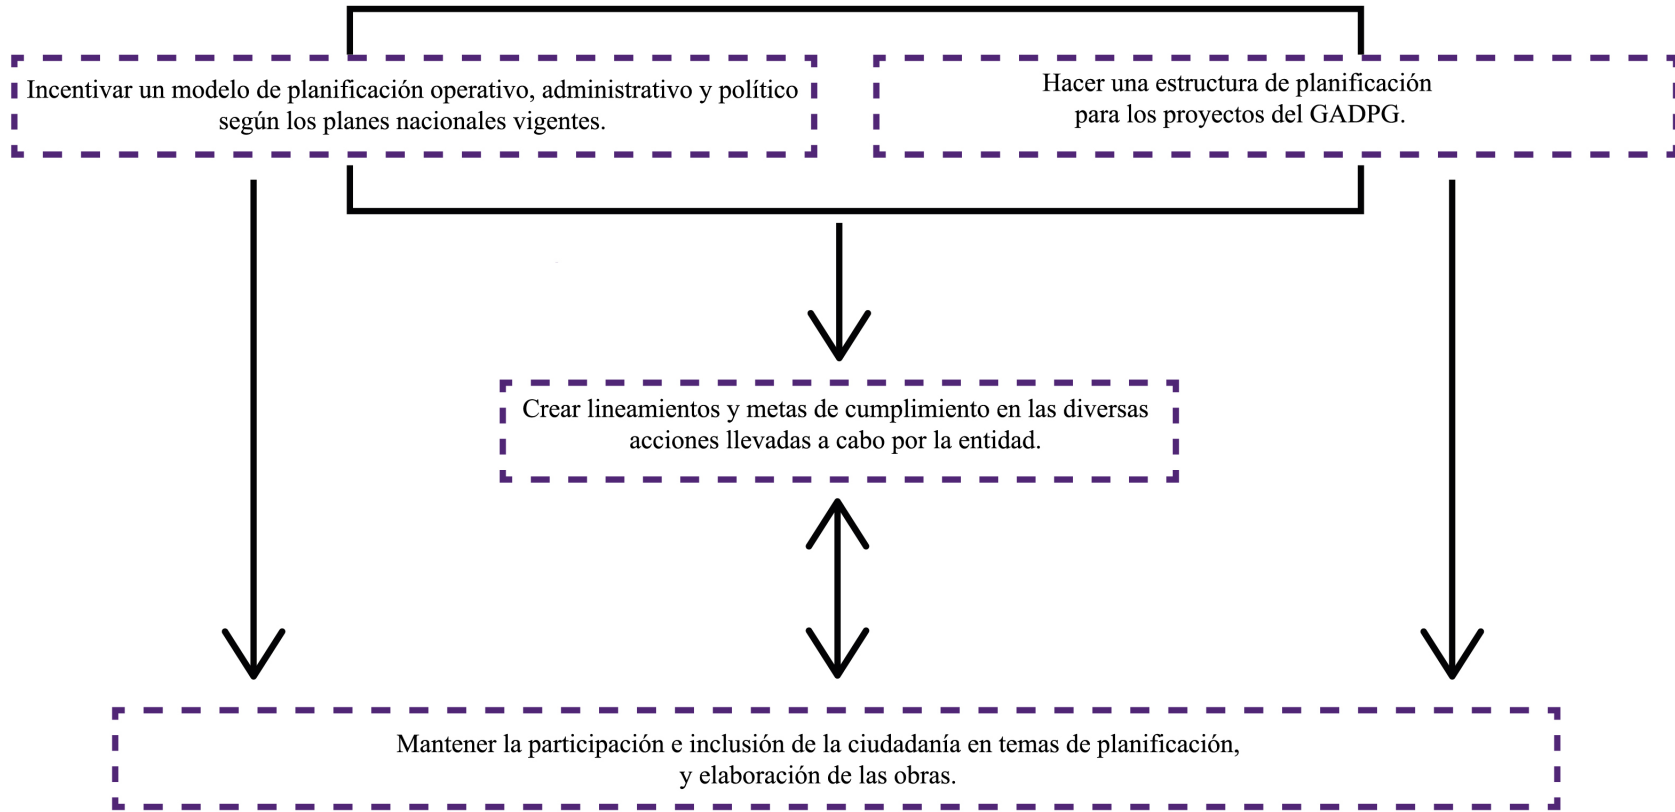 Incentivar un modelo de planificación operativo, administrativo y político
según los planes nacionales vigentes.
Hacer una estructura de planificación
para los proyectos del GADPG.
Crear lineamientos y metas de cumplimiento en las diversas
acciones llevadas a cabo por la entidad.
Mantener la participación e inclusión de la ciudadanía en temas de planificación,
y elaboración de las obras.